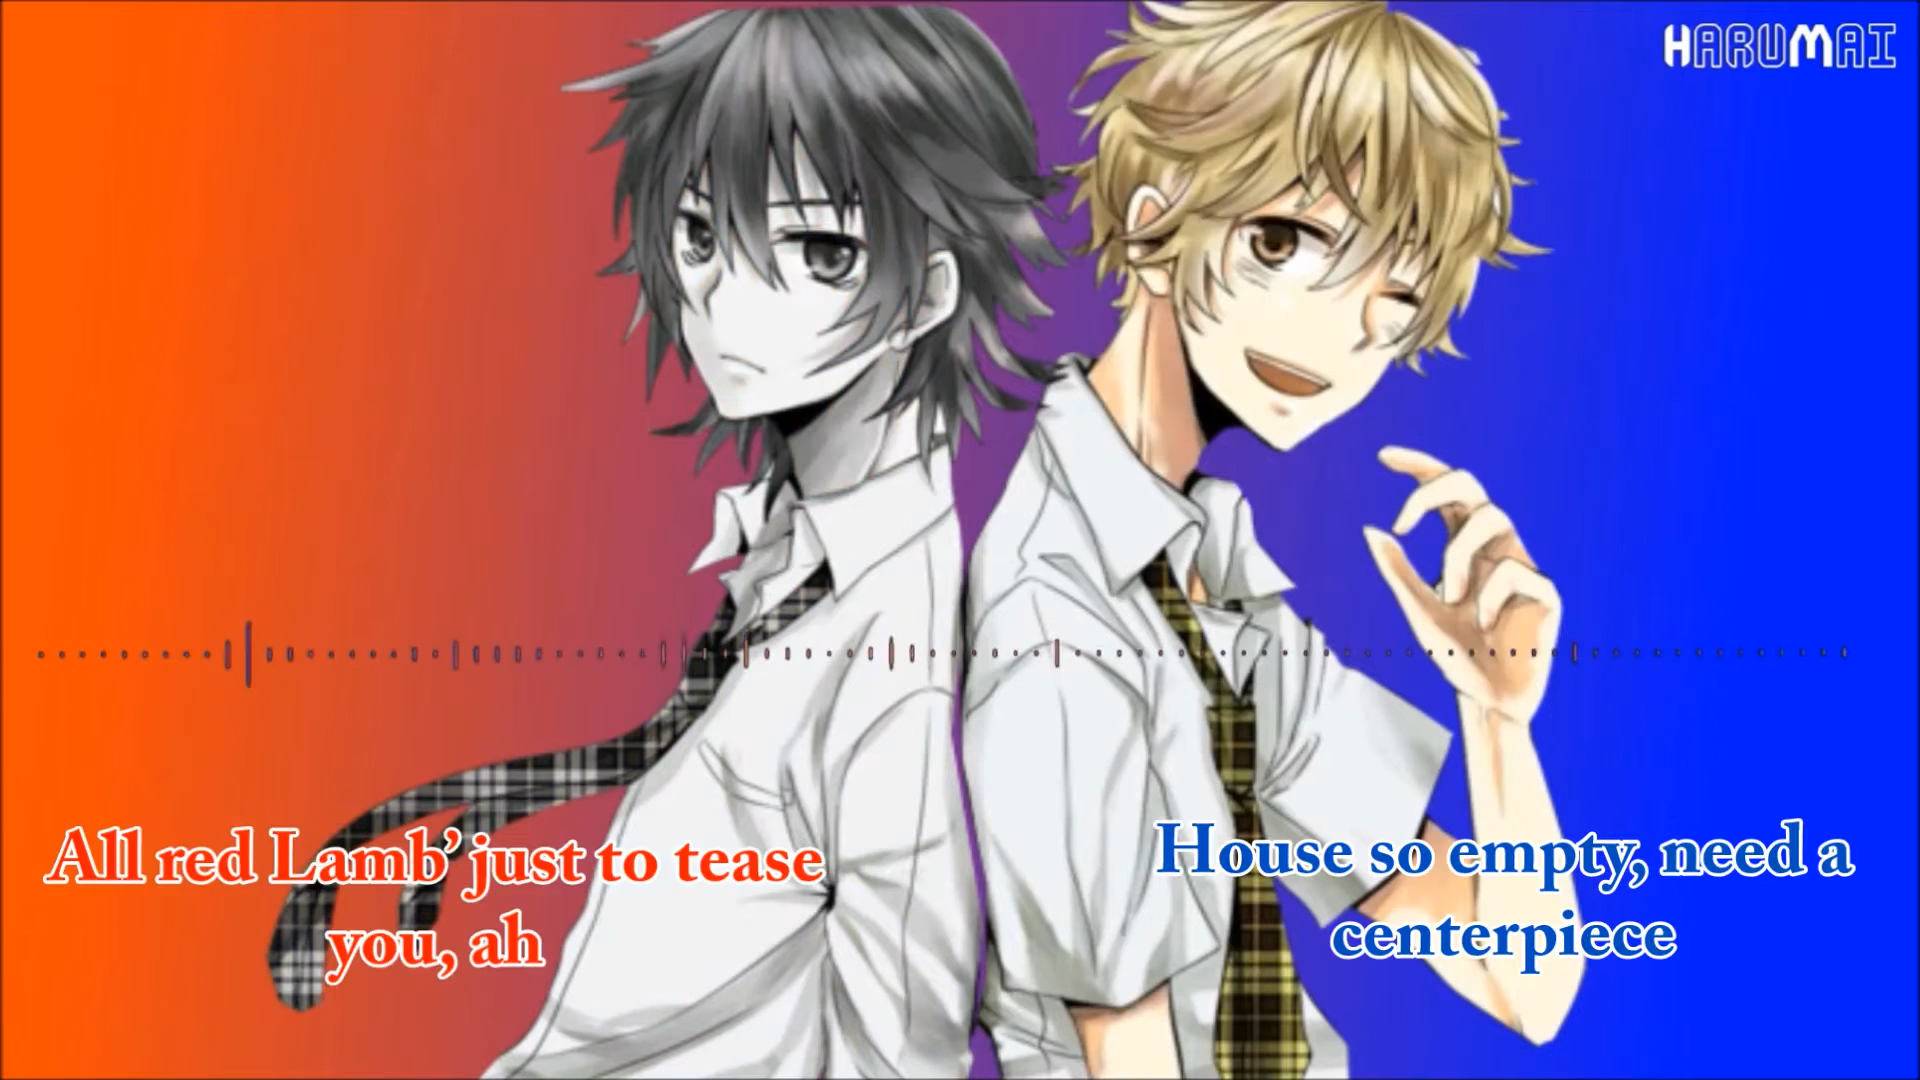 HARUMAI
All red Lamb’ just to tease
you, ah
House so empty, need a
centerpiece